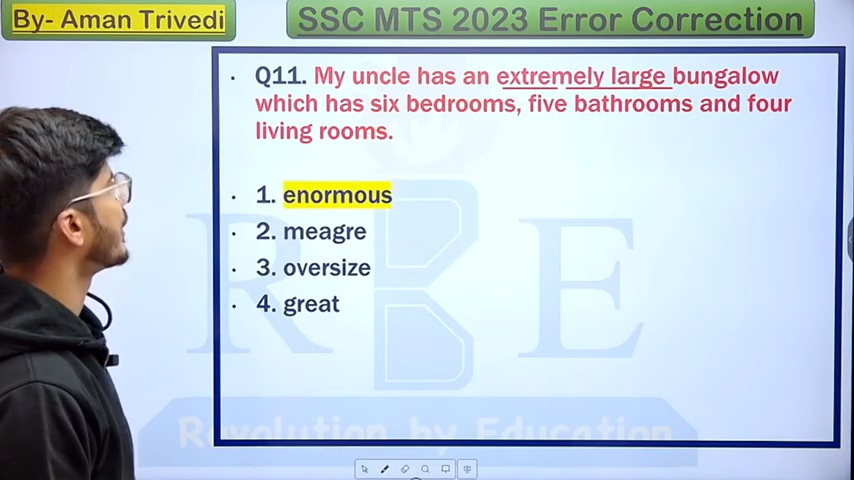 By- Aman Trivedi
SSC MTS 2023 Error Correction
• Q11. My uncle has an extremely large bungalow
which has six bedrooms, five bathrooms and four
living rooms.
• 1. enormous
• 2. meagre
• 3. oversize
• 4. great
RBE
Revolution by Education